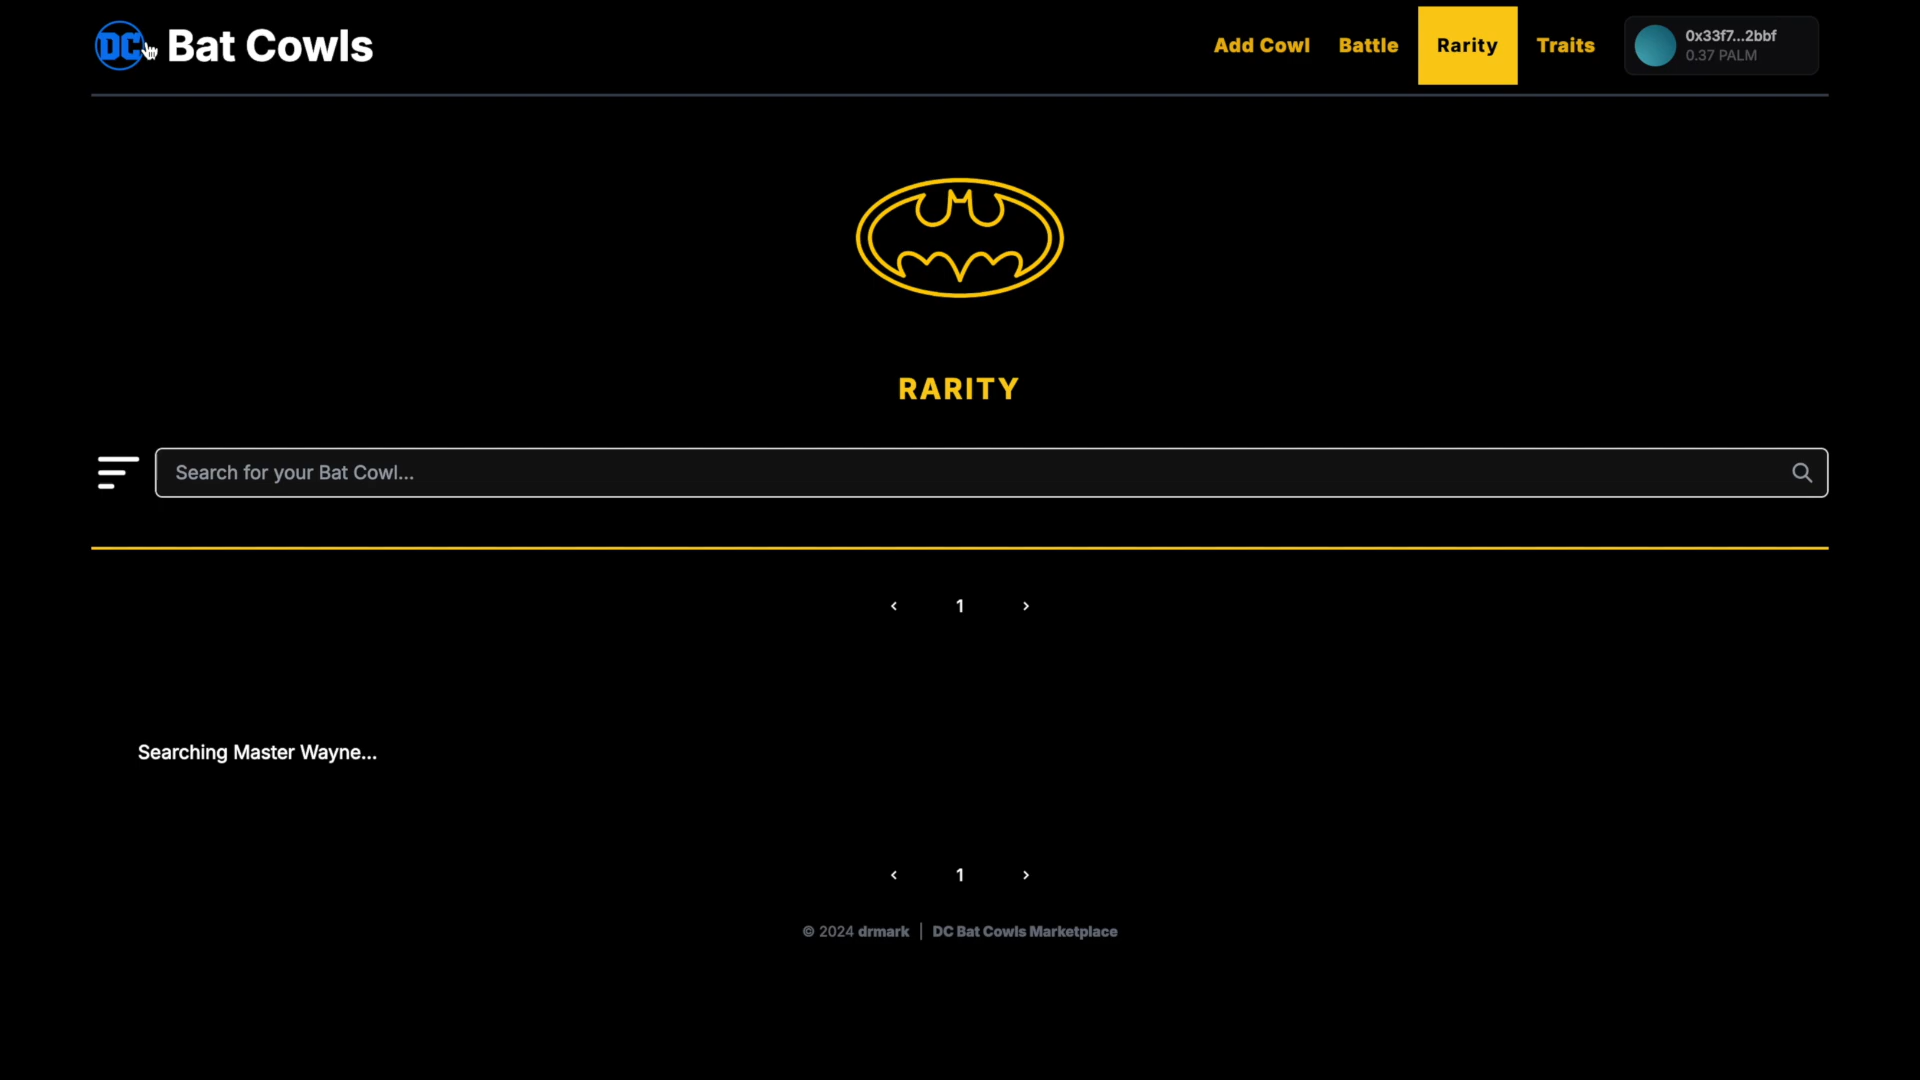 DC Bat Cowls
Add Cowl Battle Rarity Traits
0x33f7...2bbf
0.37 PALM
RARITY
Search for your Bat Cowl...
‹ 1 ›
Searching Master Wayne...
‹ 1 ›
© 2024 drmark | DC Bat Cowls Marketplace